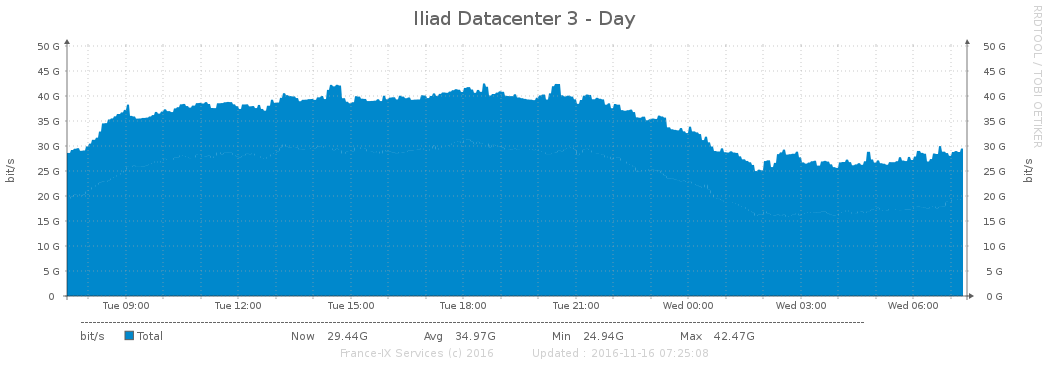 Iliad Datacenter 3 - Day
RRDTOOL / TOBI OETIKER
50 G 50 G
45 G 45 G
40 G 40 G
35 G 35 G
30 G 30 G
25 G 25 G
20 G 20 G
15 G 15 G
10 G 10 G
5 G 5 G
0 0 G
bit/s bit/s
Tue 09:00 Tue 12:00 Tue 15:00 Tue 18:00 Tue 21:00 Wed 00:00 Wed 03:00 Wed 06:00
bit/s Total Now 29.44G Avg 34.97G Min 24.94G Max 42.47G
France-IX Services (c) 2016 Updated : 2016-11-16 07:25:08